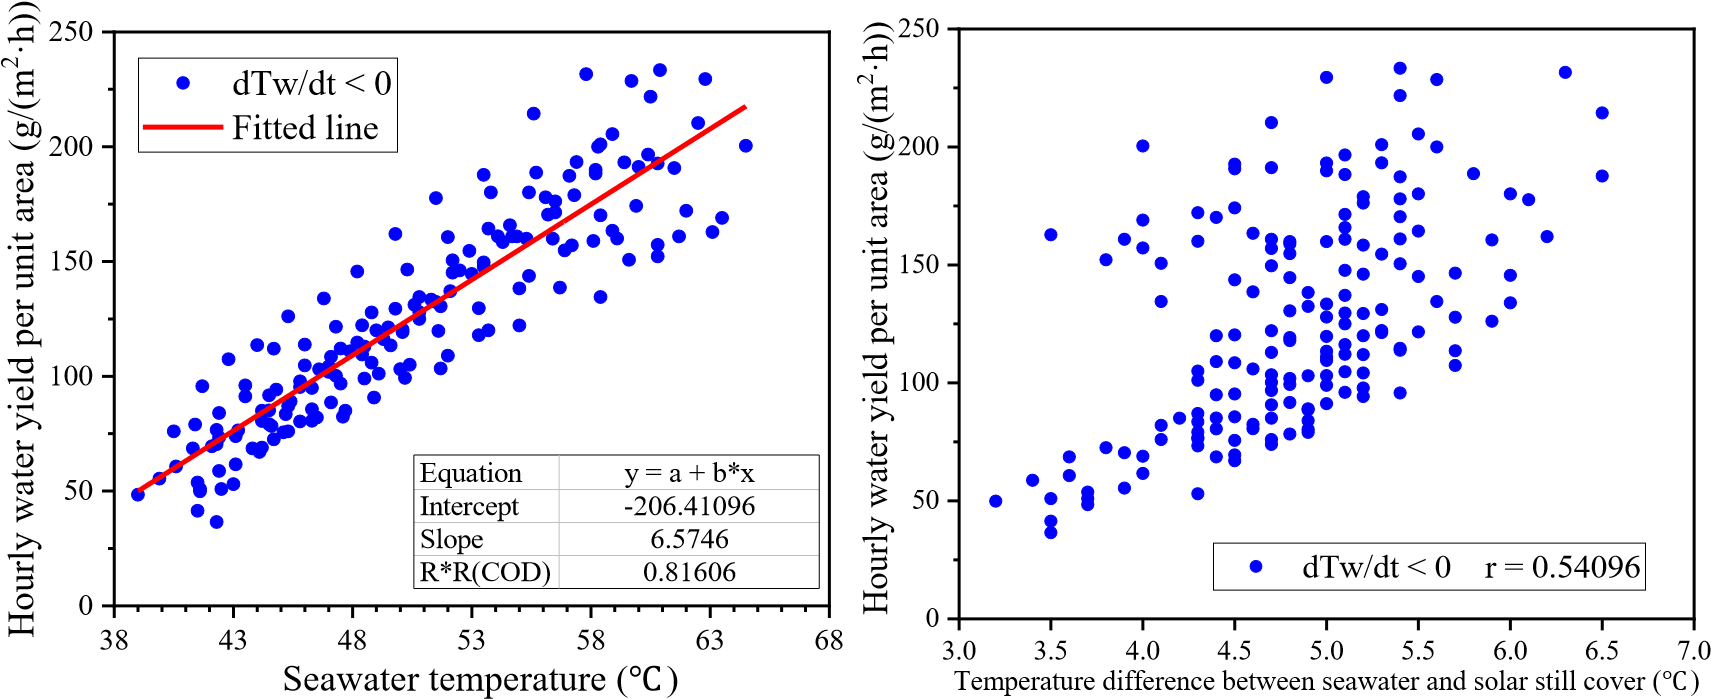 Hourly water yield per unit area (g/(m²·h))
250
200
150
100
50
0
dTw/dt < 0
Fitted line
Equation y = a + b*x
Intercept -206.41096
Slope 6.5746
R*R(COD) 0.81606
38 43 48 53 58 63 68
Seawater temperature (℃)
Hourly water yield per unit area (g/(m²·h))
250
200
150
100
50
0
dTw/dt < 0 r = 0.54096
3.0 3.5 4.0 4.5 5.0 5.5 6.0 6.5 7.0
Temperature difference between seawater and solar still cover (℃)